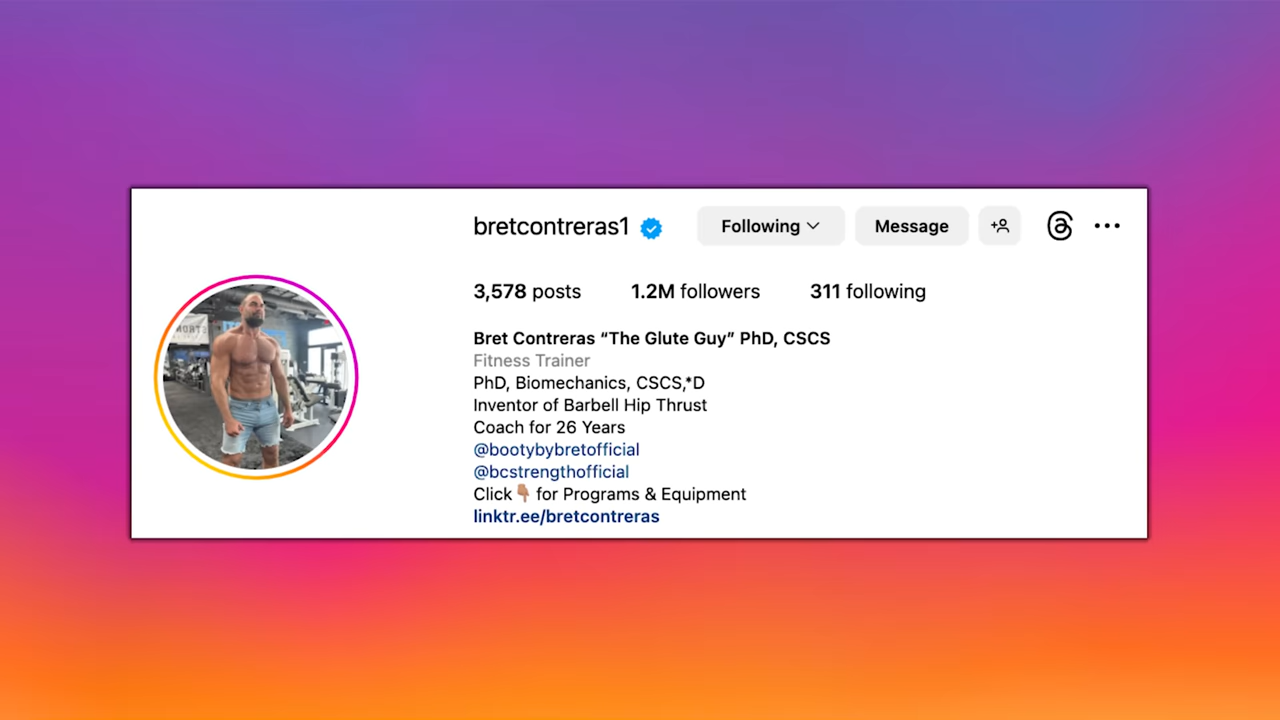 bretcontreras1 Following Message
3,578 posts 1.2M followers 311 following
Bret Contreras “The Glute Guy” PhD, CSCS
Fitness Trainer
PhD, Biomechanics, CSCS,*D
Inventor of Barbell Hip Thrust
Coach for 26 Years
@bootybybretofficial
@bcstrengthofficial
Click👇🏽 for Programs & Equipment
linktr.ee/bretcontreras